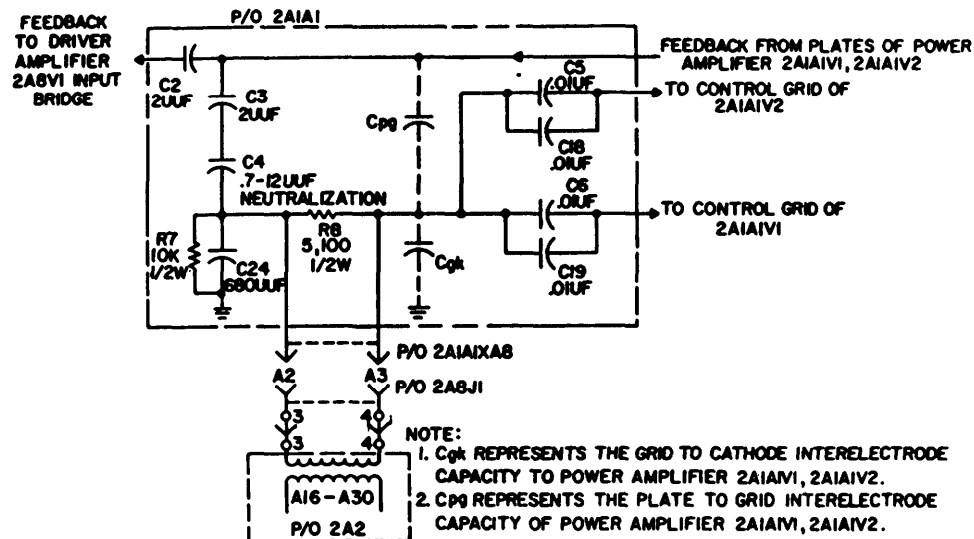 P/O 2A1A1
FEEDBACK
TO DRIVER
AMPLIFIER
2A8V1 INPUT
BRIDGE
C2
2UUF
C3
2UUF
Cpg
C4
.7-12UUF
NEUTRALIZATION
R7
10K
1/2W
C24
680UUF
R8
5,100
1/2W
Cgk
FEEDBACK FROM PLATES OF POWER
AMPLIFIER 2A1A1V1, 2A1A1V2
C5
.01UF
TO CONTROL GRID OF
2A1A1V2
C18
.01UF
C6
.01UF
TO CONTROL GRID OF
2A1A1V1
C19
.01UF
P/O 2A1A1XA8
A2
A3
P/O 2A8J1
3
4
3
4
A16-A30
P/O 2A2
NOTE:
1. Cgk REPRESENTS THE GRID TO CATHODE INTERELECTRODE
CAPACITY TO POWER AMPLIFIER 2A1A1V1, 2A1A1V2.
2. Cpg REPRESENTS THE PLATE TO GRID INTERELECTRODE
CAPACITY OF POWER AMPLIFIER 2A1A1V1, 2A1A1V2.